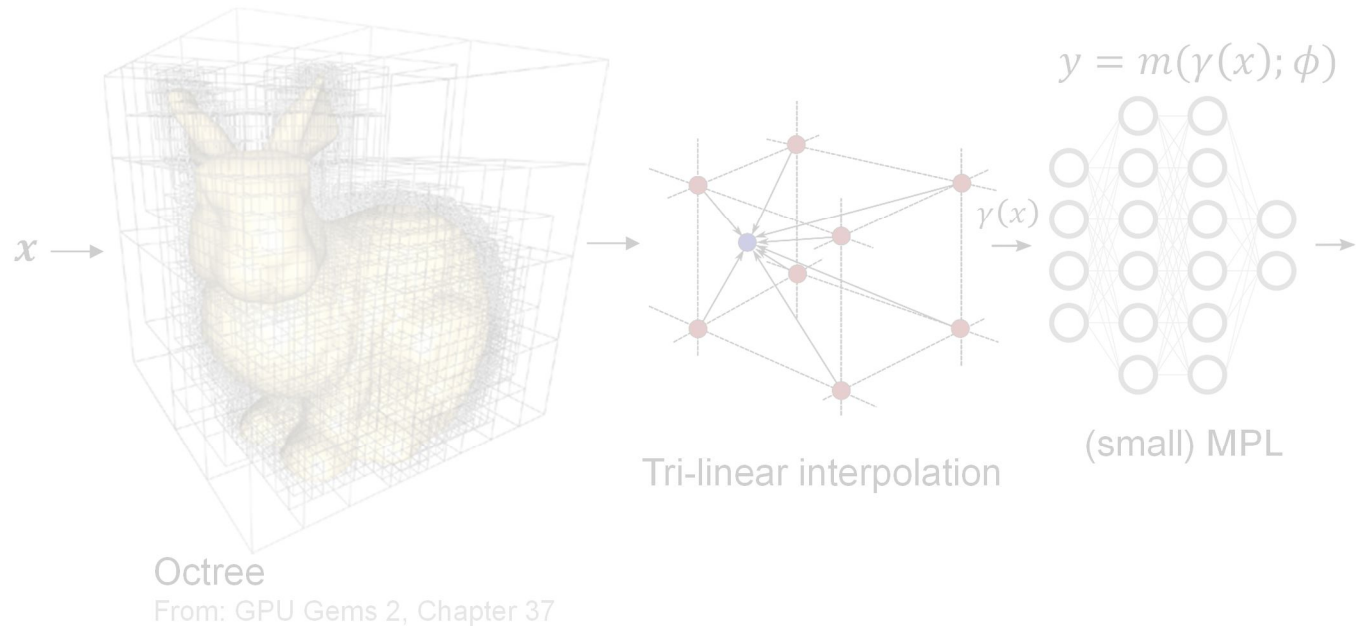 y = m(γ(x); ϕ)
x
γ(x)
(small) MPL
Tri-linear interpolation
Octree
From: GPU Gems 2, Chapter 37